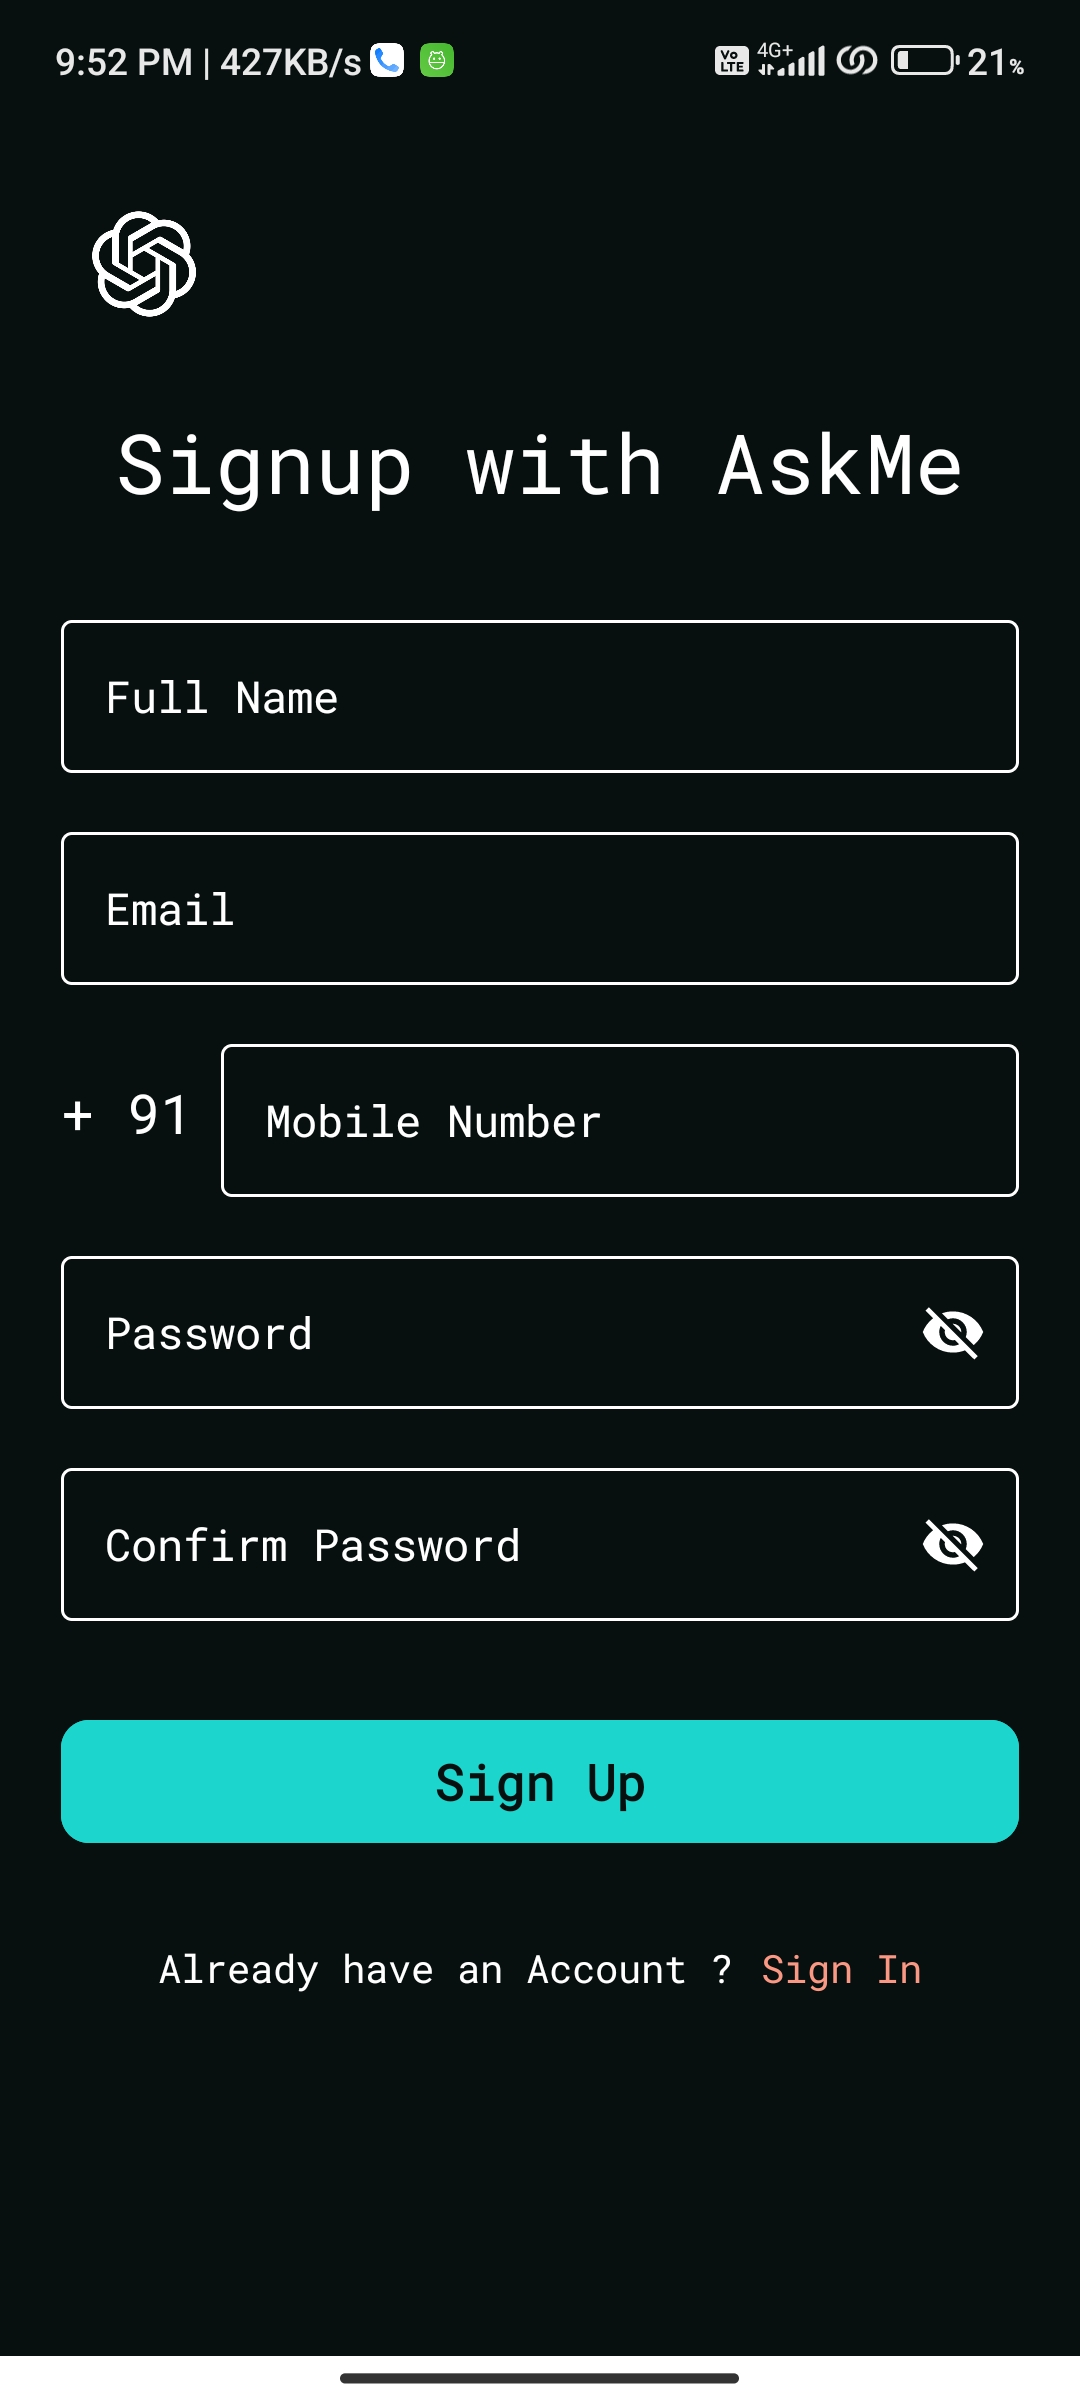 9:52 PM | 427KB/s Vo LTE 4G+ 21%
Signup with AskMe
Full Name
Email
+ 91 Mobile Number
Password
Confirm Password
Sign Up
Already have an Account ? Sign In